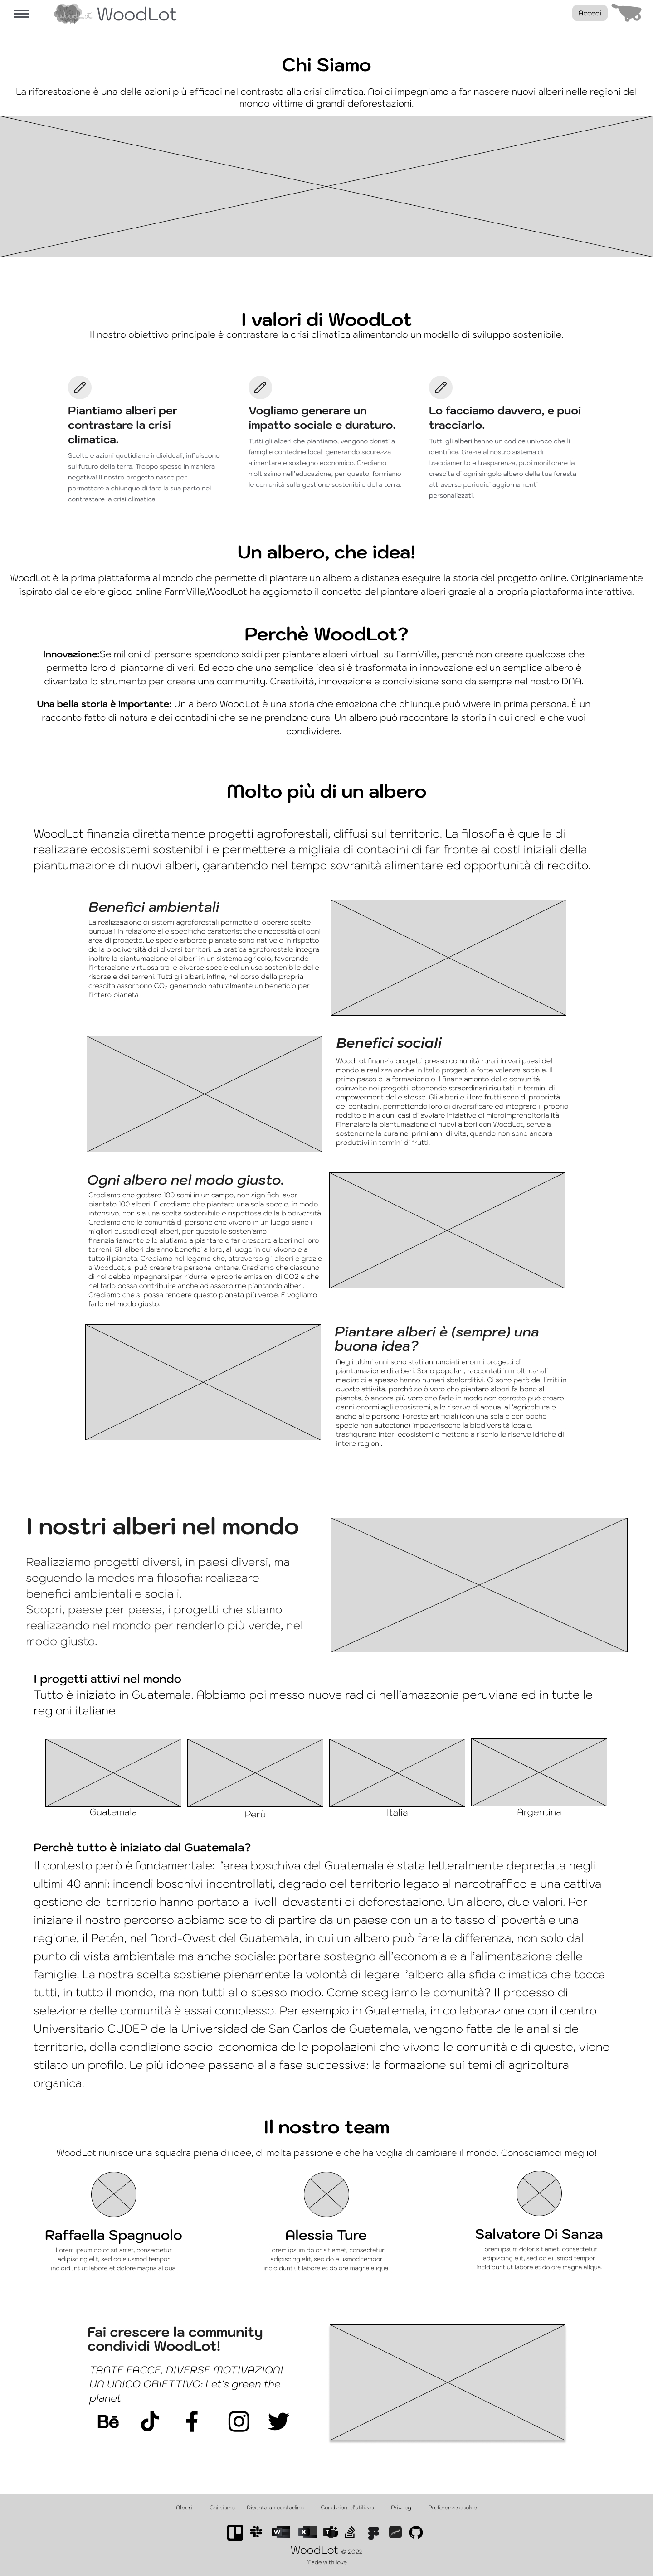 WoodLot
Accedi
Chi Siamo
La riforestazione è una delle azioni più efficaci nel contrasto alla crisi climatica. Noi ci impegniamo a far nascere nuovi alberi nelle regioni del
mondo vittime di grandi deforestazioni.
I valori di WoodLot
Il nostro obiettivo principale è contrastare la crisi climatica alimentando un modello di sviluppo sostenibile.
Piantiamo alberi per
contrastare la crisi
climatica.
Scelte e azioni quotidiane individuali, influiscono
sul futuro della terra. Troppo spesso in maniera
negativa! Il nostro progetto nasce per
permettere a chiunque di fare la sua parte nel
contrastare la crisi climatica
Vogliamo generare un
impatto sociale e duraturo.
Tutti gli alberi che piantiamo, vengono donati a
famiglie contadine locali generando sicurezza
alimentare e sostegno economico. Crediamo
moltissimo nell'educazione, per questo, formiamo
le comunità sulla gestione sostenibile della terra.
Lo facciamo davvero, e puoi
tracciarlo.
Tutti gli alberi hanno un codice univoco che li
identifica. Grazie al nostro sistema di
tracciamento e trasparenza, puoi monitorare la
crescita di ogni singolo albero della tua foresta
attraverso periodici aggiornamenti
personalizzati.
Un albero, che idea!
WoodLot è la prima piattaforma al mondo che permette di piantare un albero a distanza eseguire la storia del progetto online. Originariamente
ispirato dal celebre gioco online FarmVille,WoodLot ha aggiornato il concetto del piantare alberi grazie alla propria piattaforma interattiva.
Perchè WoodLot?
Innovazione:Se milioni di persone spendono soldi per piantare alberi virtuali su FarmVille, perché non creare qualcosa che
permetta loro di piantarne di veri. Ed ecco che una semplice idea si è trasformata in innovazione ed un semplice albero è
diventato lo strumento per creare una community. Creatività, innovazione e condivisione sono da sempre nel nostro DNA.
Una bella storia è importante: Un albero WoodLot è una storia che emoziona che chiunque può vivere in prima persona. È un
racconto fatto di natura e dei contadini che se ne prendono cura. Un albero può raccontare la storia in cui credi e che vuoi
condividere.
Molto più di un albero
WoodLot finanzia direttamente progetti agroforestali, diffusi sul territorio. La filosofia è quella di
realizzare ecosistemi sostenibili e permettere a migliaia di contadini di far fronte ai costi iniziali della
piantumazione di nuovi alberi, garantendo nel tempo sovranità alimentare ed opportunità di reddito.
Benefici ambientali
La realizzazione di sistemi agroforestali permette di operare scelte
puntuali in relazione alle specifiche caratteristiche e necessità di ogni
area di progetto. Le specie arboree piantate sono native o in rispetto
della biodiversità dei diversi territori. La pratica agroforestale integra
inoltre la piantumazione di alberi in un sistema agricolo, favorendo
l'interazione virtuosa tra le diverse specie ed un uso sostenibile delle
risorse e dei terreni. Tutti gli alberi, infine, nel corso della propria
crescita assorbono CO₂ generando naturalmente un beneficio per
l'intero pianeta
Benefici sociali
WoodLot finanzia progetti presso comunità rurali in vari paesi del
mondo e realizza anche in Italia progetti a forte valenza sociale. Il
primo passo è la formazione e il finanziamento delle comunità
coinvolte nei progetti, ottenendo straordinari risultati in termini di
empowerment delle stesse. Gli alberi e i loro frutti sono di proprietà
dei contadini, permettendo loro di diversificare ed integrare il proprio
reddito e in alcuni casi di avviare iniziative di microimprenditorialità.
Finanziare la piantumazione di nuovi alberi con WoodLot, serve a
sostenerne la cura nei primi anni di vita, quando non sono ancora
produttivi in termini di frutti.
Ogni albero nel modo giusto.
Crediamo che gettare 100 semi in un campo, non significhi aver
piantato 100 alberi. E crediamo che piantare una sola specie, in modo
intensivo, non sia una scelta sostenibile e rispettosa della biodiversità.
Crediamo che le comunità di persone che vivono in un luogo siano i
migliori custodi degli alberi, per questo le sosteniamo
finanziariamente e le aiutiamo a piantare e far crescere alberi nei loro
terreni. Gli alberi daranno benefici a loro, al luogo in cui vivono e a
tutto il pianeta. Crediamo nel legame che, attraverso gli alberi e grazie
a WoodLot, si può creare tra persone lontane. Crediamo che ciascuno
di noi debba impegnarsi per ridurre le proprie emissioni di CO2 e che
nel farlo possa contribuire anche ad assorbirne piantando alberi.
Crediamo che si possa rendere questo pianeta più verde. E vogliamo
farlo nel modo giusto.
Piantare alberi è (sempre) una
buona idea?
Negli ultimi anni sono stati annunciati enormi progetti di
piantumazione di alberi. Sono popolari, raccontati in molti canali
mediatici e spesso hanno numeri sbalorditivi. Ci sono però dei limiti in
queste attività, perché se è vero che piantare alberi fa bene al
pianeta, è ancora più vero che farlo in modo non corretto può creare
danni enormi agli ecosistemi, alle riserve di acqua, all'agricoltura e
anche alle persone. Foreste artificiali (con una sola o con poche
specie non autoctone) impoveriscono la biodiversità locale,
trasfigurano interi ecosistemi e mettono a rischio le riserve idriche di
intere regioni.
I nostri alberi nel mondo
Realizziamo progetti diversi, in paesi diversi, ma
seguendo la medesima filosofia: realizzare
benefici ambientali e sociali.
Scopri, paese per paese, i progetti che stiamo
realizzando nel mondo per renderlo più verde, nel
modo giusto.
I progetti attivi nel mondo
Tutto è iniziato in Guatemala. Abbiamo poi messo nuove radici nell'amazzonia peruviana ed in tutte le
regioni italiane
Guatemala
Perù
Italia
Argentina
Perchè tutto è iniziato dal Guatemala?
Il contesto però è fondamentale: l'area boschiva del Guatemala è stata letteralmente depredata negli
ultimi 40 anni: incendi boschivi incontrollati, degrado del territorio legato al narcotraffico e una cattiva
gestione del territorio hanno portato a livelli devastanti di deforestazione. Un albero, due valori. Per
iniziare il nostro percorso abbiamo scelto di partire da un paese con un alto tasso di povertà e una
regione, il Petén, nel Nord-Ovest del Guatemala, in cui un albero può fare la differenza, non solo dal
punto di vista ambientale ma anche sociale: portare sostegno all'economia e all'alimentazione delle
famiglie. La nostra scelta sostiene pienamente la volontà di legare l'albero alla sfida climatica che tocca
tutti, in tutto il mondo, ma non tutti allo stesso modo. Come scegliamo le comunità? Il processo di
selezione delle comunità è assai complesso. Per esempio in Guatemala, in collaborazione con il centro
Universitario CUDEP de la Universidad de San Carlos de Guatemala, vengono fatte delle analisi del
territorio, della condizione socio-economica delle popolazioni che vivono le comunità e di queste, viene
stilato un profilo. Le più idonee passano alla fase successiva: la formazione sui temi di agricoltura
organica.
Il nostro team
WoodLot riunisce una squadra piena di idee, di molta passione e che ha voglia di cambiare il mondo. Conosciamoci meglio!
Raffaella Spagnuolo
Lorem ipsum dolor sit amet, consectetur
adipiscing elit, sed do eiusmod tempor
incididunt ut labore et dolore magna aliqua.
Alessia Ture
Lorem ipsum dolor sit amet, consectetur
adipiscing elit, sed do eiusmod tempor
incididunt ut labore et dolore magna aliqua.
Salvatore Di Sanza
Lorem ipsum dolor sit amet, consectetur
adipiscing elit, sed do eiusmod tempor
incididunt ut labore et dolore magna aliqua.
Fai crescere la community
condividi WoodLot!
TANTE FACCE, DIVERSE MOTIVAZIONI
UN UNICO OBIETTIVO: Let's green the
planet
Alberi Chi siamo Diventa un contadino Condizioni d'utilizzo Privacy Preferenze cookie
WoodLot © 2022
Made with love